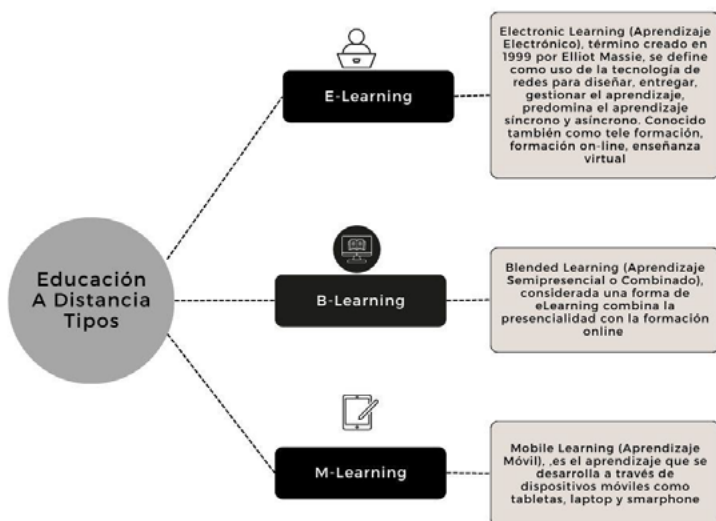 Educación
A Distancia
Tipos
E-Learning
Electronic Learning (Aprendizaje
Electrónico), término creado en
1999 por Elliot Massie, se define
como uso de la tecnología de
redes para diseñar, entregar,
gestionar el aprendizaje,
predomina el aprendizaje
síncrono y asíncrono. Conocido
también como tele formación,
formación on-line, enseñanza
virtual
B-Learning
Blended Learning (Aprendizaje
Semipresencial o Combinado),
considerada una forma de
eLearning combina la
presencialidad con la formación
online
M-Learning
Mobile Learning (Aprendizaje
Móvil), ,es el aprendizaje que se
desarrolla a través de
dispositivos móviles como
tabletas, laptop y smarphone